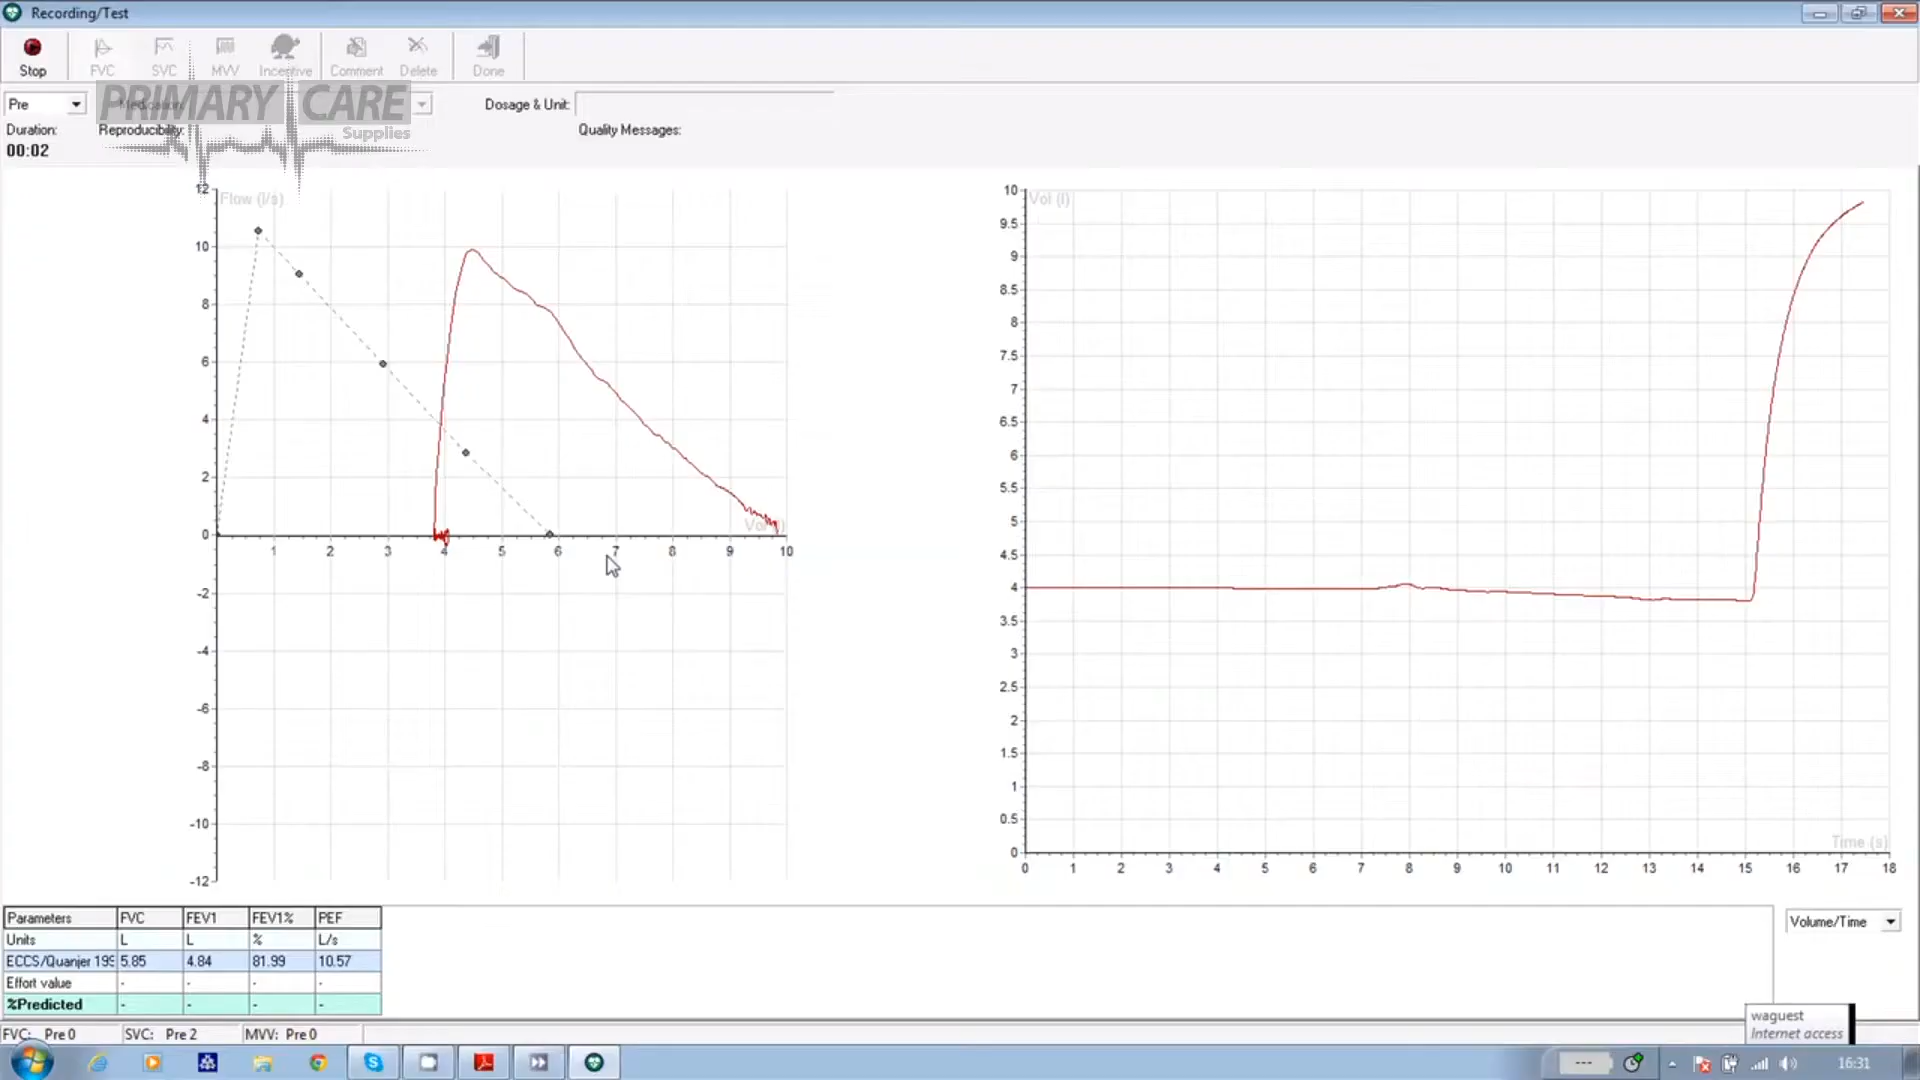 Recording/Test
Stop FVC SVC MVV Incentive Comment Delete Done
PRIMARY CARE
Supplies
Pre Medication: Dosage & Unit:
Duration: Reproducibility: Quality Messages:
00:02
Flow (l/s)
12
10
8
6
4
2
0
-2
-4
-6
-8
-10
-12
1 2 3 4 5 6 7 8 9 10
Vol (l)
10
9.5
9
8.5
8
7.5
7
6.5
6
5.5
5
4.5
4
3.5
3
2.5
2
1.5
1
0.5
0
Time (s)
0 1 2 3 4 5 6 7 8 9 10 11 12 13 14 15 16 17 18
Parameters FVC FEV1 FEV1% PEF
Units L L % L/s
ECCS/Quanjer 199 5.85 4.84 81.99 10.57
Effort value - - - -
%Predicted - - - -
Volume/Time
FVC: Pre 0 SVC: Pre 2 MVV: Pre 0
waguest
Internet access
--- 16:31